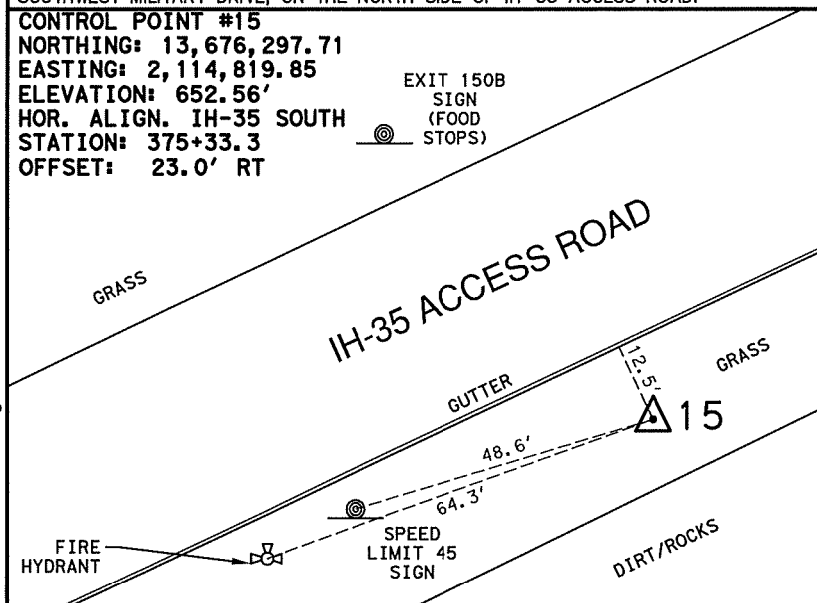 SOUTHWEST MILITARY DRIVE, ON THE NORTH SIDE OF IH-35 ACCESS ROAD.
CONTROL POINT #15
NORTHING: 13,676,297.71
EASTING: 2,114,819.85
ELEVATION: 652.56'
HOR. ALIGN. IH-35 SOUTH
STATION: 375+33.3
OFFSET: 23.0' RT
EXIT 150B
SIGN
(FOOD
STOPS)
GRASS
IH-35 ACCESS ROAD
GUTTER
12.5'
GRASS
15
48.6'
64.3'
SPEED
LIMIT 45
SIGN
FIRE
HYDRANT
DIRT/ROCKS